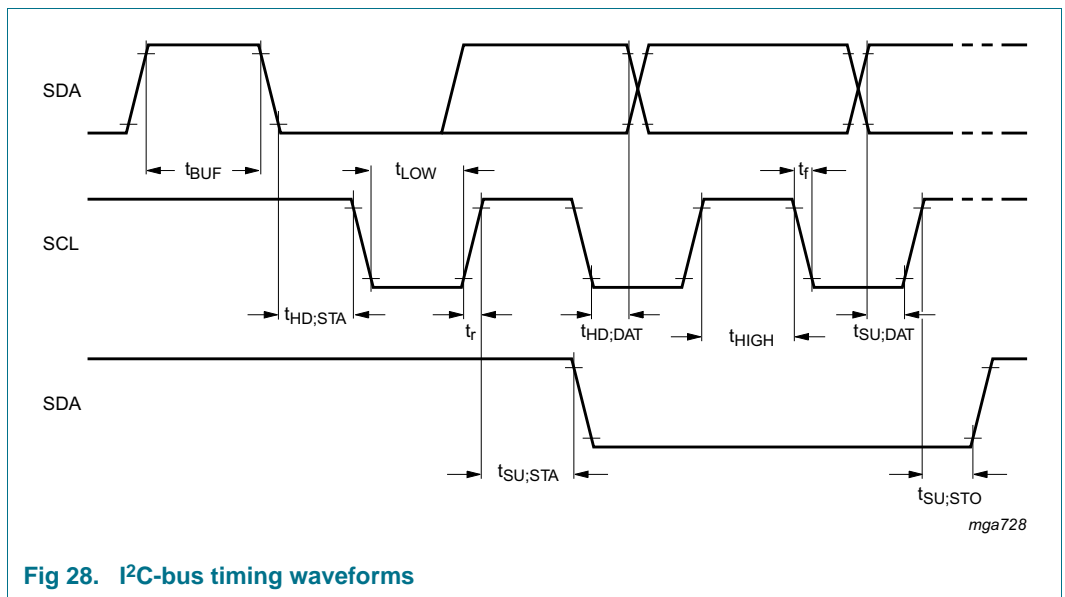 SDA
tBUF
tLOW
tf
SCL
tHD;STA
tr
tHD;DAT
tHIGH
tSU;DAT
SDA
tSU;STA
tSU;STO
mga728
Fig 28. I²C-bus timing waveforms